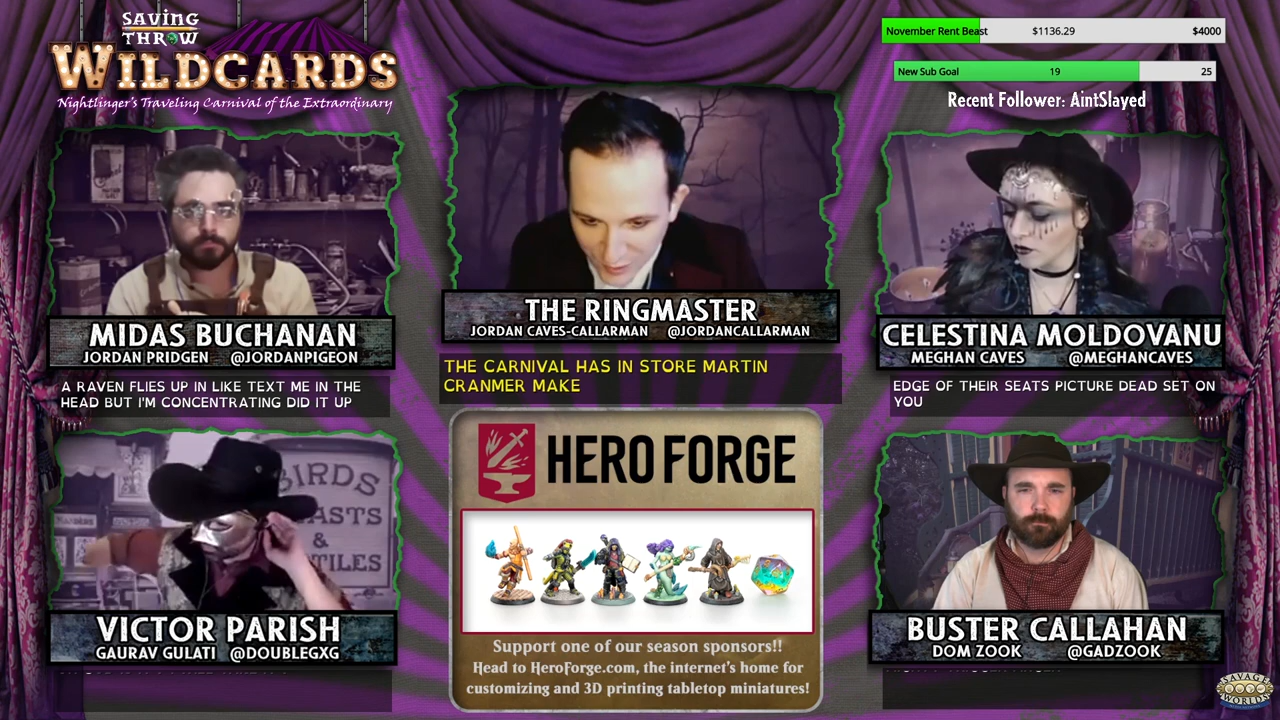 SAVING
THROW
WILDCARDS
Nightlinger's Traveling Carnival of the Extraordinary
November Rent Beast $1136.29 $4000
New Sub Goal 19 25
Recent Follower: AintSlayed
MIDAS BUCHANAN
JORDAN PRIDGEN @JORDANPIGEON
A RAVEN FLIES UP IN LIKE TEXT ME IN THE
HEAD BUT I'M CONCENTRATING DID IT UP
THE RINGMASTER
JORDAN CAVES-CALLARMAN @JORDANCALLARMAN
THE CARNIVAL HAS IN STORE MARTIN
CRANMER MAKE
CELESTINA MOLDOVANU
MEGHAN CAVES @MEGHANCAVES
EDGE OF THEIR SEATS PICTURE DEAD SET ON
YOU
BIRDS
&
VICTOR PARISH
GAURAV GULATI @DOUBLEGXG
HERO FORGE
Support one of our season sponsors!!
Head to HeroForge.com, the internet's home for
customizing and 3D printing tabletop miniatures!
BUSTER CALLAHAN
DOM ZOOK @GADZOOK
SAVAGE
WORLDS